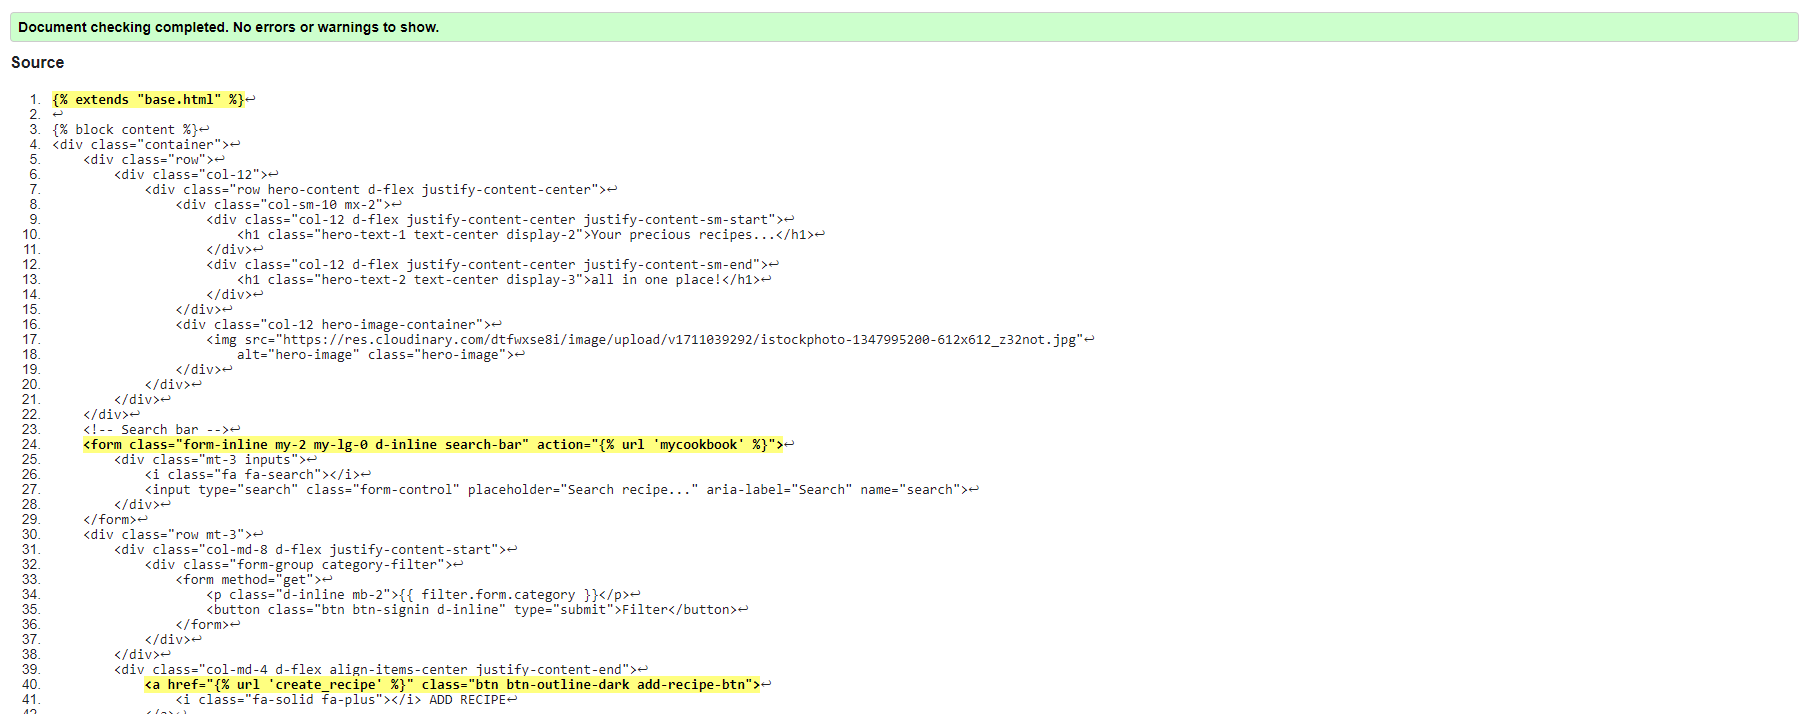 Document checking completed. No errors or warnings to show.
Source
1. {% extends "base.html" %}↩
2. ↩
3. {% block content %}↩
4. <div class="container">↩
5. <div class="row">↩
6. <div class="col-12">↩
7. <div class="row hero-content d-flex justify-content-center">↩
8. <div class="col-sm-10 mx-2">↩
9. <div class="col-12 d-flex justify-content-center justify-content-sm-start">↩
10. <h1 class="hero-text-1 text-center display-2">Your precious recipes...</h1>↩
11. </div>↩
12. <div class="col-12 d-flex justify-content-center justify-content-sm-end">↩
13. <h1 class="hero-text-2 text-center display-3">all in one place!</h1>↩
14. </div>↩
15. </div>↩
16. <div class="col-12 hero-image-container">↩
17. <img src="https://res.cloudinary.com/dtfwxse8i/image/upload/v1711039292/istockphoto-1347995200-612x612_z32not.jpg"↩
18. alt="hero-image" class="hero-image">↩
19. </div>↩
20. </div>↩
21. </div>↩
22. </div>↩
23. <!-- Search bar -->↩
24. <form class="form-inline my-2 my-lg-0 d-inline search-bar" action="{% url 'mycookbook' %}">↩
25. <div class="mt-3 inputs">↩
26. <i class="fa fa-search"></i>↩
27. <input type="search" class="form-control" placeholder="Search recipe..." aria-label="Search" name="search">↩
28. </div>↩
29. </form>↩
30. <div class="row mt-3">↩
31. <div class="col-md-8 d-flex justify-content-start">↩
32. <div class="form-group category-filter">↩
33. <form method="get">↩
34. <p class="d-inline mb-2">{{ filter.form.category }}</p>↩
35. <button class="btn btn-signin d-inline" type="submit">Filter</button>↩
36. </form>↩
37. </div>↩
38. </div>↩
39. <div class="col-md-4 d-flex align-items-center justify-content-end">↩
40. <a href="{% url 'create_recipe' %}" class="btn btn-outline-dark add-recipe-btn">↩
41. <i class="fa-solid fa-plus"></i> ADD RECIPE↩